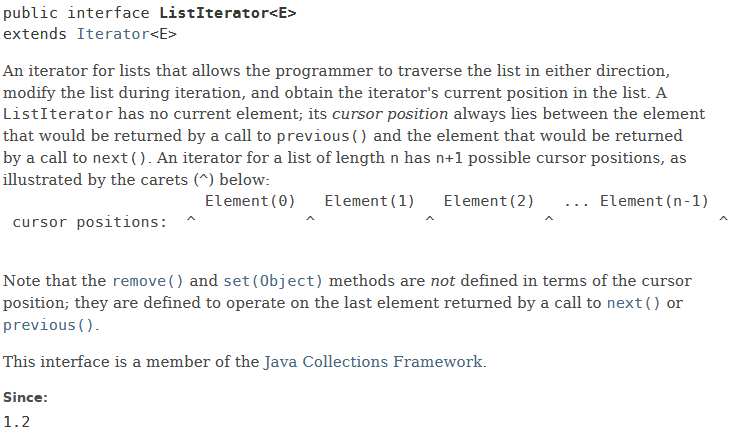 public interface ListIterator<E>
extends Iterator<E>
An iterator for lists that allows the programmer to traverse the list in either direction,
modify the list during iteration, and obtain the iterator's current position in the list. A
ListIterator has no current element; its cursor position always lies between the element
that would be returned by a call to previous() and the element that would be returned
by a call to next(). An iterator for a list of length n has n+1 possible cursor positions, as
illustrated by the carets (^) below:
Element(0) Element(1) Element(2) ... Element(n-1)
cursor positions: ^ ^ ^ ^ ^
Note that the remove() and set(Object) methods are not defined in terms of the cursor
position; they are defined to operate on the last element returned by a call to next() or
previous().
This interface is a member of the Java Collections Framework.
Since:
1.2